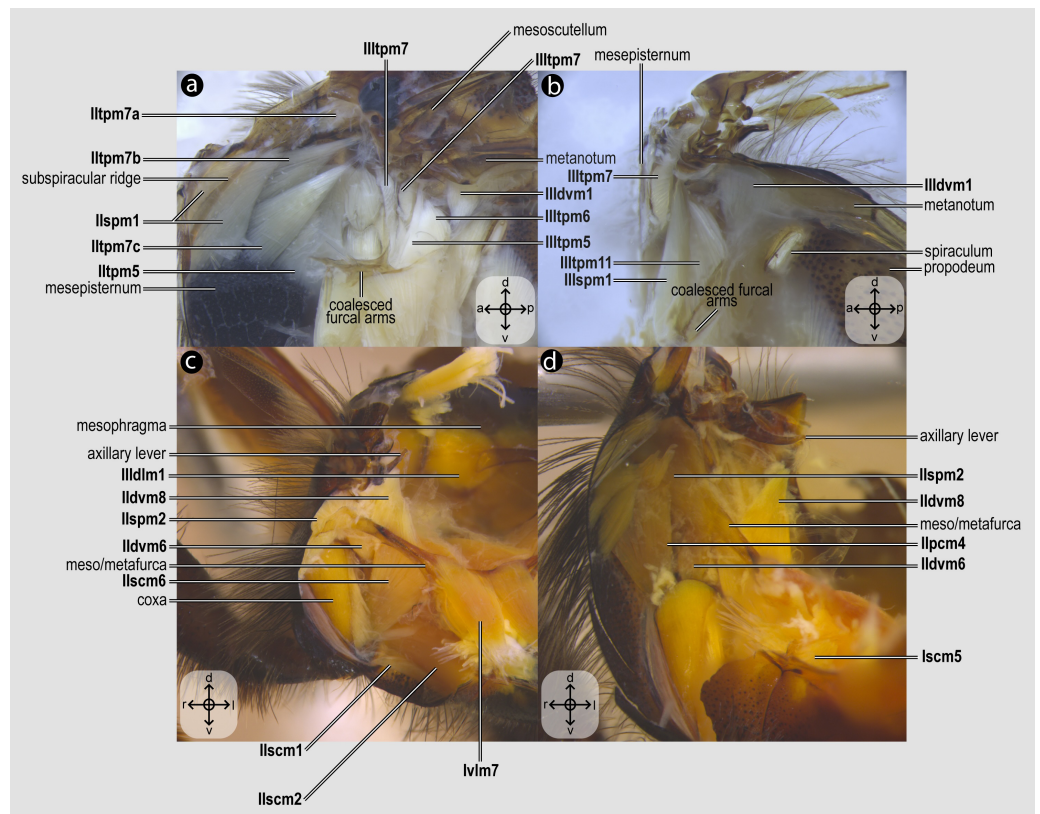 mesoscutellum
IIItpm7
IIItpm7
mesepisternum
a
b
IItpm7a
IItpm7b
subspiracular ridge
IIspm1
IItpm7c
IItpm5
mesepisternum
metanotum
IIIdvm1
IIItpm6
IIItpm5
coalesced
furcal arms
d
a
p
v
IIItpm7
IIItpm11
IIIspm1
coalesced furcal
arms
IIIdvm1
metanotum
spiraculum
propodeum
d
a
p
v
c
d
mesophragma
axillary lever
IIIdlm1
IIdvm8
IIspm2
IIdvm6
meso/metafurca
IIscm6
coxa
d
r
l
v
IIscm1
IIscm2
Ivlm7
axillary lever
IIspm2
IIdvm8
meso/metafurca
IIpcm4
IIdvm6
Iscm5
d
r
l
v